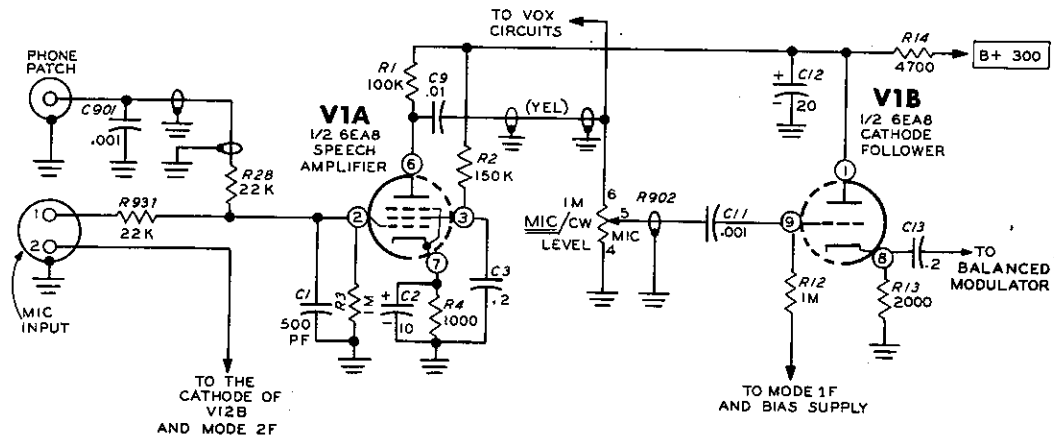 TO VOX
CIRCUITS
PHONE
PATCH
C901
.001
R28
22K
R1
100K
C9
.01
(YEL)
V1A
1/2 6EA8
SPEECH
AMPLIFIER
R2
150K
C12
+
-
20
R14
4700
B+ 300
V1B
1/2 6EA8
CATHODE
FOLLOWER
6
2
3
7
1
2
R931
22K
MIC
INPUT
C1
500
PF
R3
1M
C2
+
-
10
R4
1000
C3
.2
1M
MIC/CW
LEVEL
6
5
4
MIC
R902
C11
.001
1
9
8
C13
.2
TO
BALANCED
MODULATOR
R12
1M
R13
2000
TO THE
CATHODE OF
V12B
AND MODE 2F
TO MODE 1F
AND BIAS SUPPLY